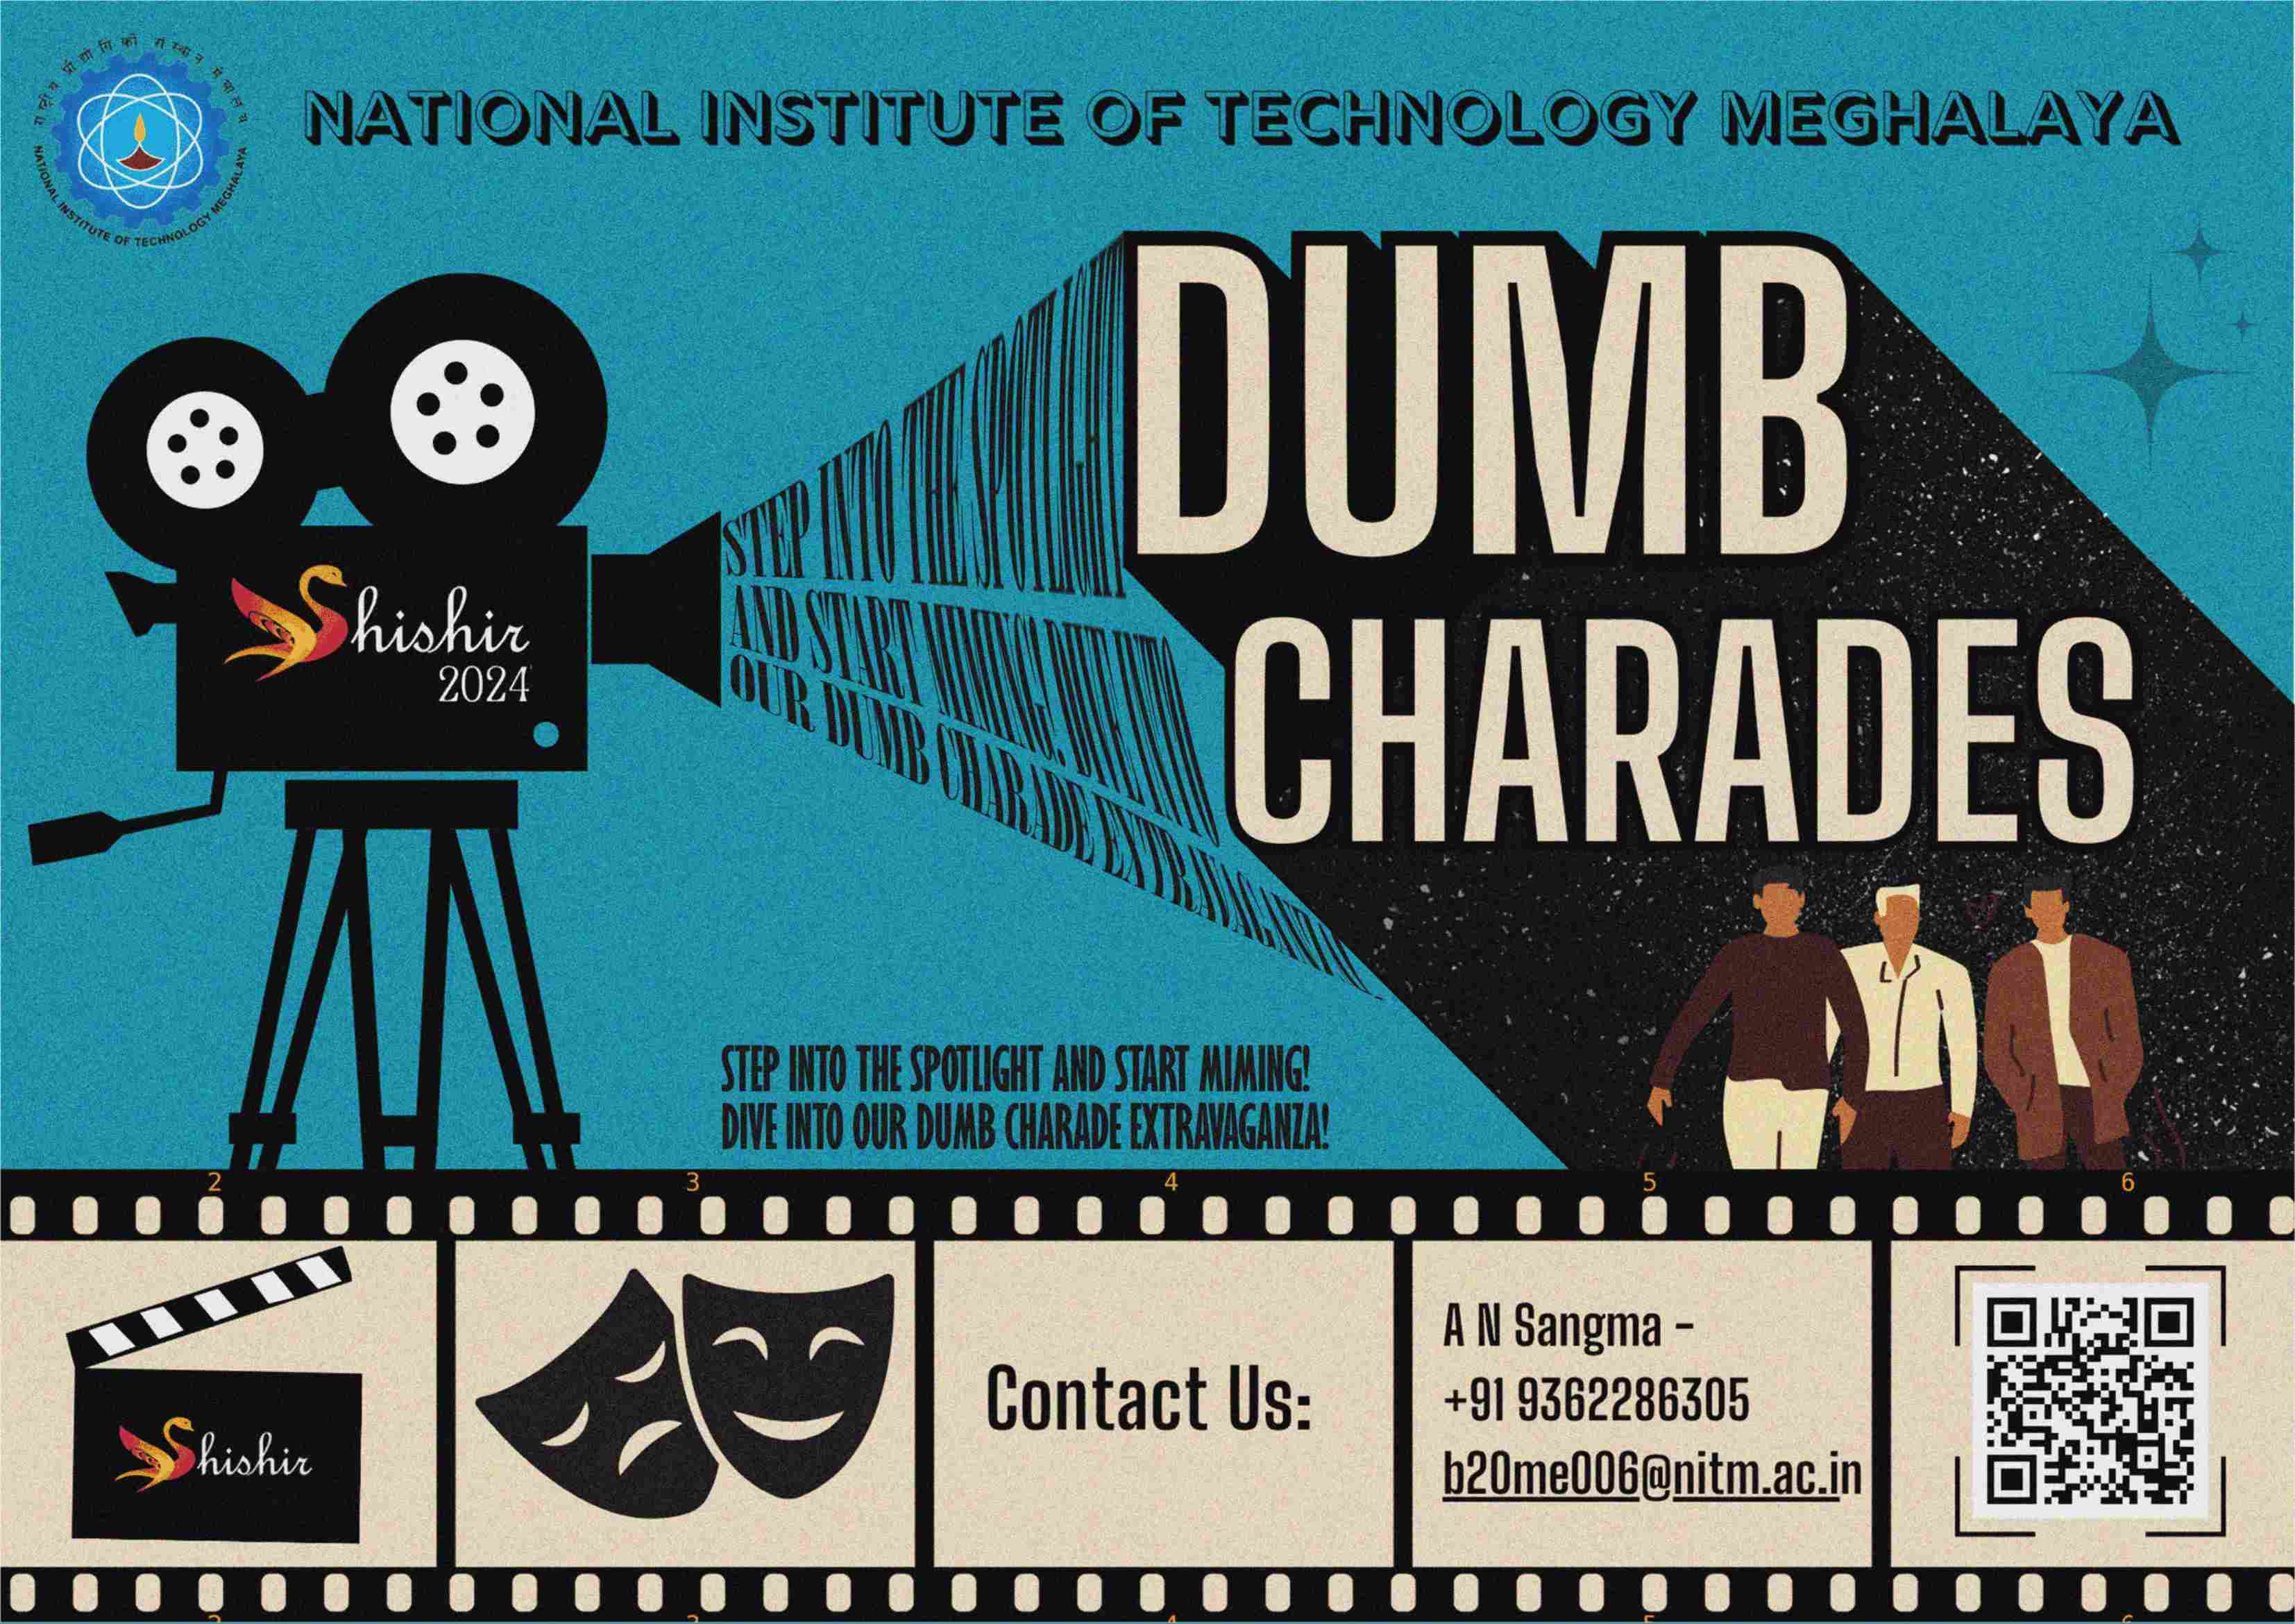 राष्ट्रीय प्रौद्योगिकी संस्थान मेघालय
NATIONAL INSTITUTE OF TECHNOLOGY MEGHALAYA
NATIONAL INSTITUTE OF TECHNOLOGY MEGHALAYA
DUMB
CHARADES
STEP INTO THE SPOTLIGHT
AND START MIMING! DIVE INTO
OUR DUMB CHARADE EXTRAVAGANZA
Shishir
2024
STEP INTO THE SPOTLIGHT AND START MIMING!
DIVE INTO OUR DUMB CHARADE EXTRAVAGANZA!
2 3 4 5 6
Shishir
Contact Us:
A N Sangma -
+91 9362286305
b20me006@nitm.ac.in